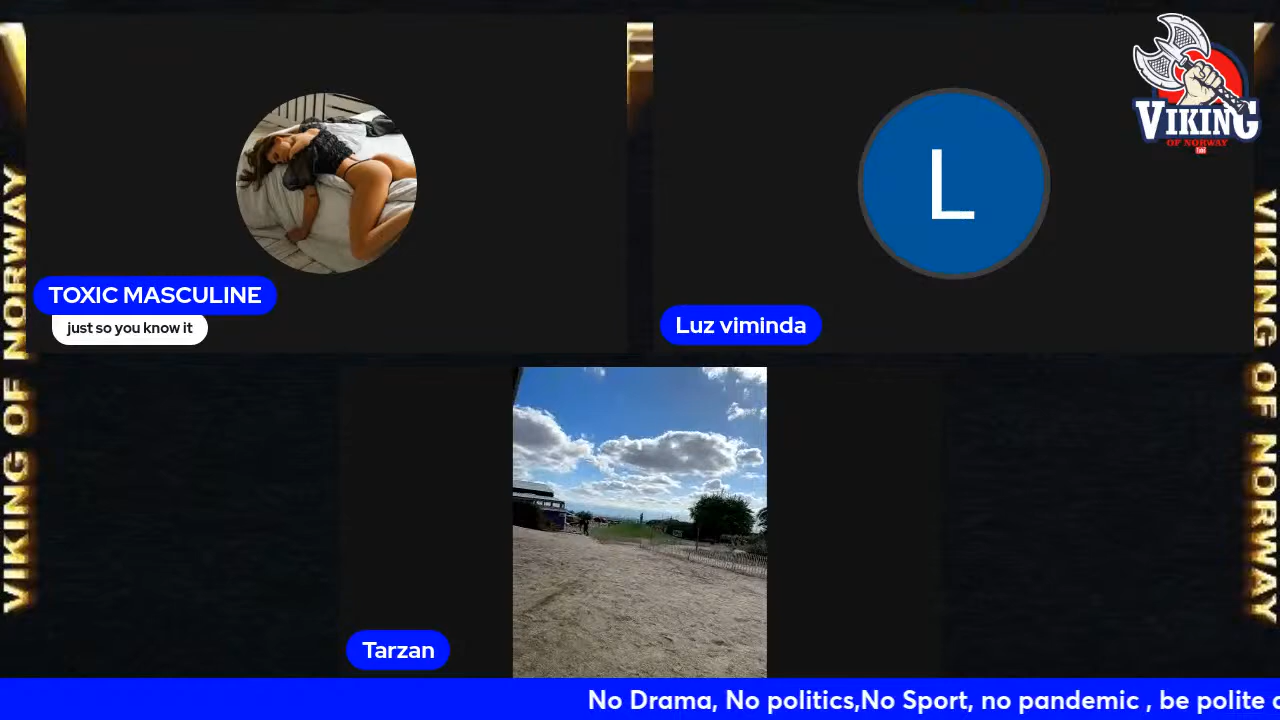 VIKING
OF NORWAY
L
TOXIC MASCULINE
just so you know it
Luz viminda
VIKING OF NORWAY
VIKING OF NORWAY
Tarzan
No Drama, No politics,No Sport, no pandemic , be polite